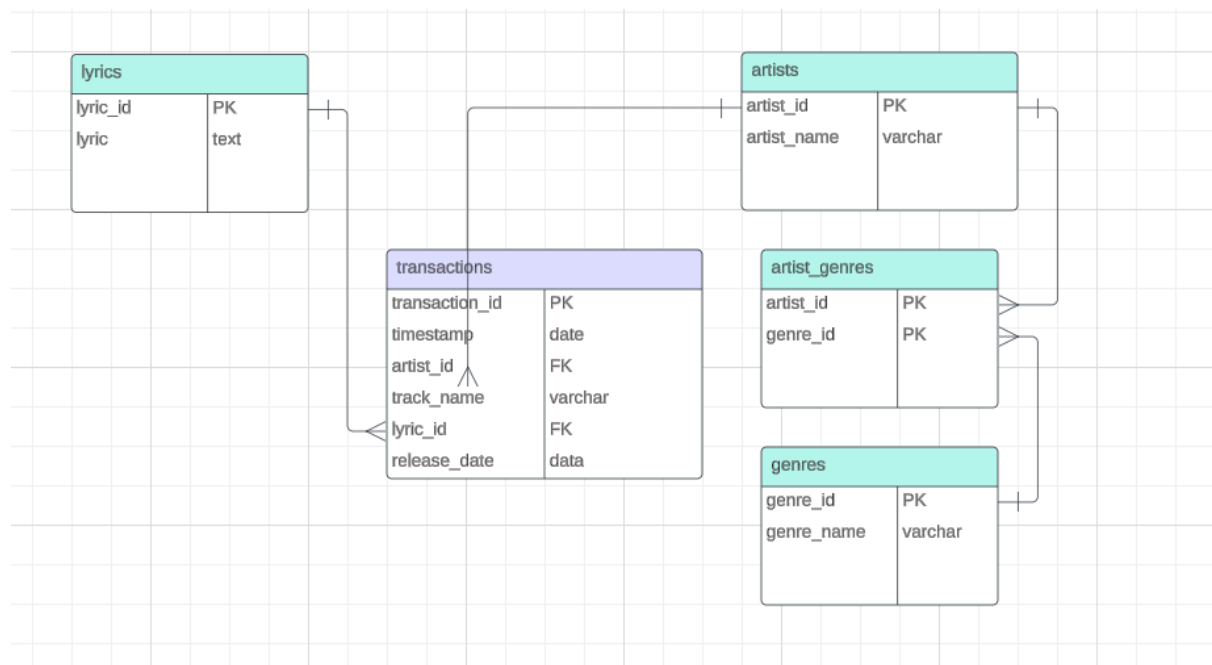 lyrics
lyric_id PK
lyric text
artists
artist_id PK
artist_name varchar
transactions
transaction_id PK
timestamp date
artist_id FK
track_name varchar
lyric_id FK
release_date data
artist_genres
artist_id PK
genre_id PK
genres
genre_id PK
genre_name varchar